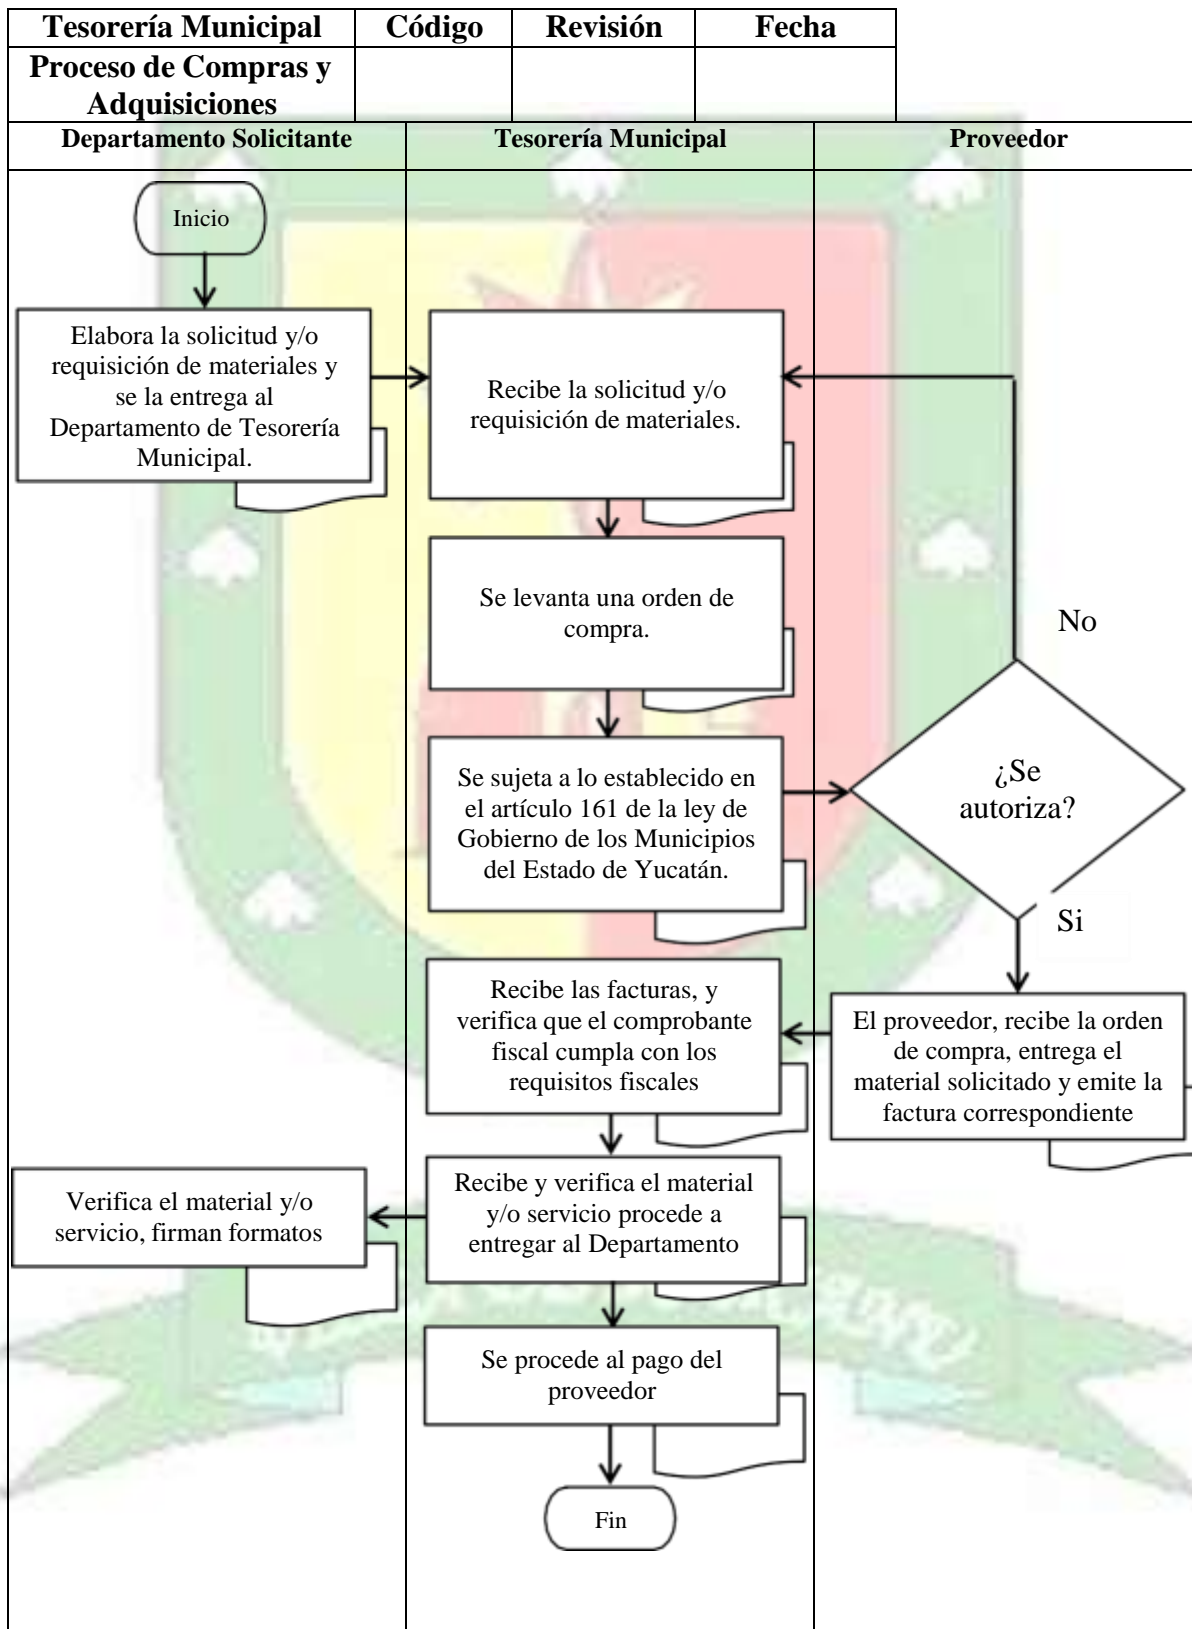 Tesorería Municipal Código Revisión Fecha
Proceso de Compras y
Adquisiciones
Departamento Solicitante Tesorería Municipal Proveedor
Inicio
Elabora la solicitud y/o
requisición de materiales y
se la entrega al
Departamento de Tesorería
Municipal.
Recibe la solicitud y/o
requisición de materiales.
Se levanta una orden de
compra.
No
Se sujeta a lo establecido en
el artículo 161 de la ley de
Gobierno de los Municipios
del Estado de Yucatán.
¿Se
autoriza?
Si
El proveedor, recibe la orden
de compra, entrega el
material solicitado y emite la
factura correspondiente
Recibe las facturas, y
verifica que el comprobante
fiscal cumpla con los
requisitos fiscales
Recibe y verifica el material
y/o servicio procede a
entregar al Departamento
Verifica el material y/o
servicio, firman formatos
Se procede al pago del
proveedor
Fin